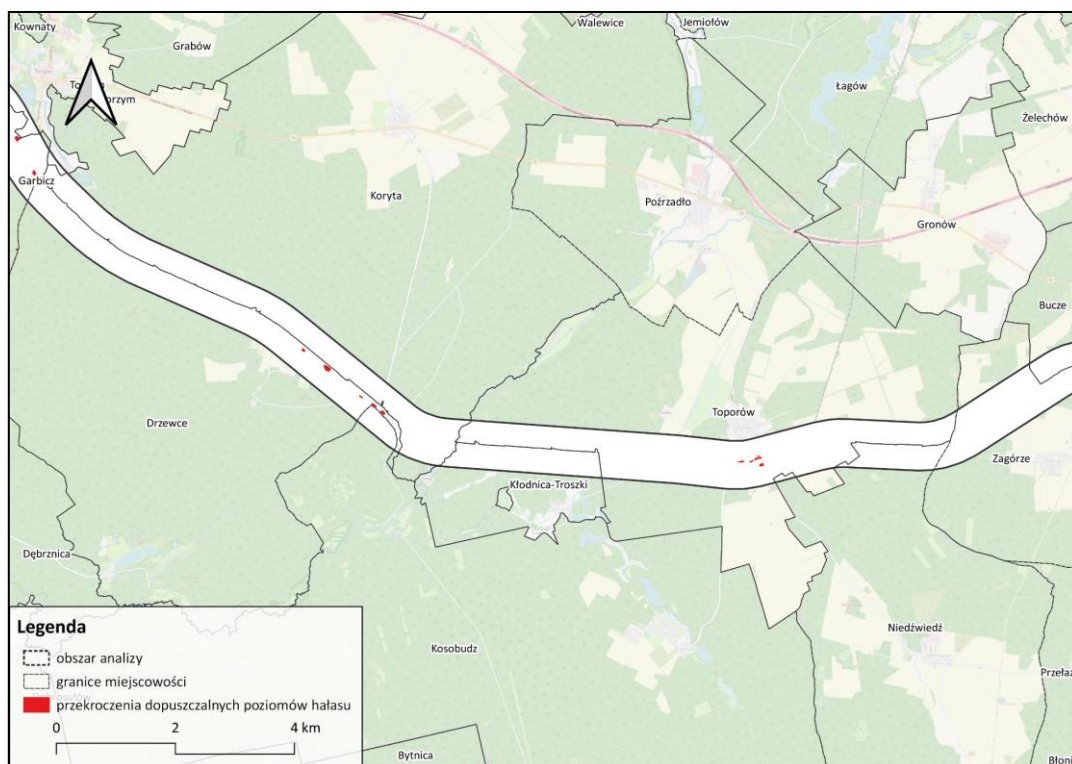 Kownaty
Grabów
Walewice
Jemiołów
Łagów
Żelechów
Garbicz
Koryta
Poźrzadło
Gronów
Bucze
Drzewce
Toporów
Zagórze
Kłodnica-Troszki
Dębrznica
Kosobudz
Niedźwiedź
Bytnica
Legenda
obszar analizy
granice miejscowości
przekroczenia dopuszczalnych poziomów hałasu
0 2 4 km